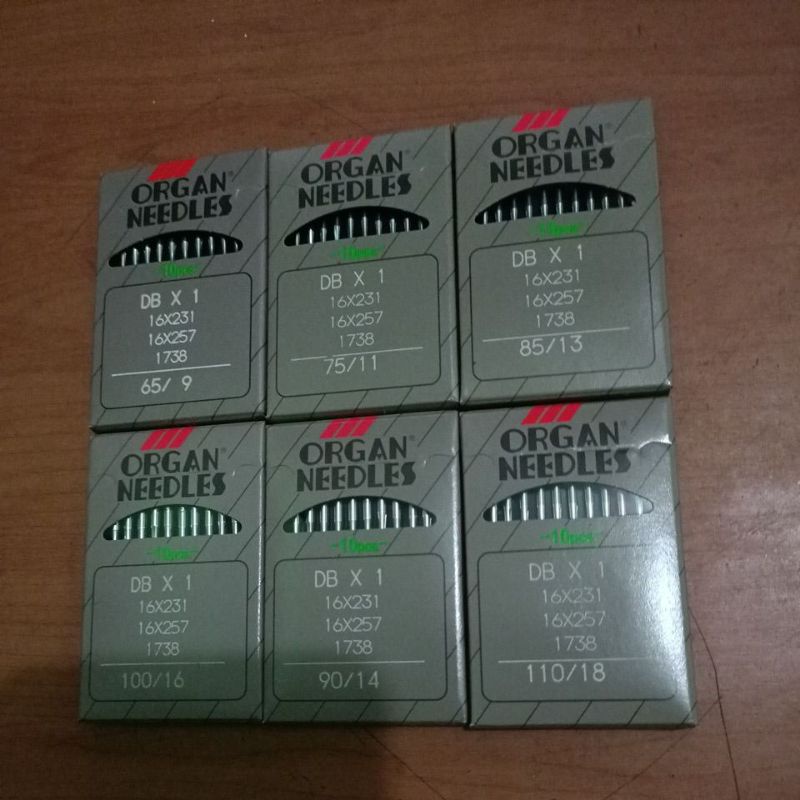 ORGAN®
NEEDLES
-10pcs-
DB X 1
16X231
16X257
1738
65/ 9
ORGAN®
NEEDLES
-10pcs-
DB X 1
16X231
16X257
1738
75/11
ORGAN®
NEEDLES
-10pcs-
DB X 1
16X231
16X257
1738
85/13
ORGAN®
NEEDLES
-10pcs-
DB X 1
16X231
16X257
1738
100/16
ORGAN®
NEEDLES
-10pcs-
DB X 1
16X231
16X257
1738
90/14
ORGAN®
NEEDLES
-10pcs-
DB X 1
16X231
16X257
1738
110/18